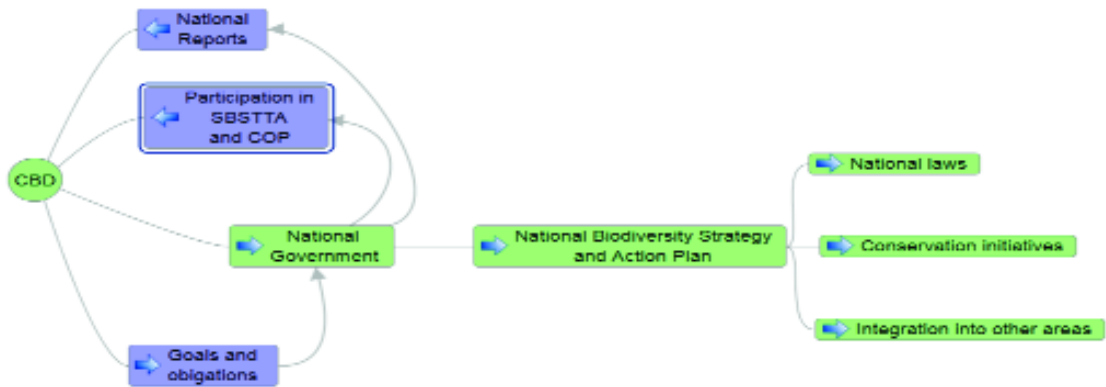 National
Reports
Participation in
SBSTTA
and COP
CBD
National
Government
Goals and
obigations
National Biodiversity Strategy
and Action Plan
National laws
Conservation initiatives
Integration into other areas